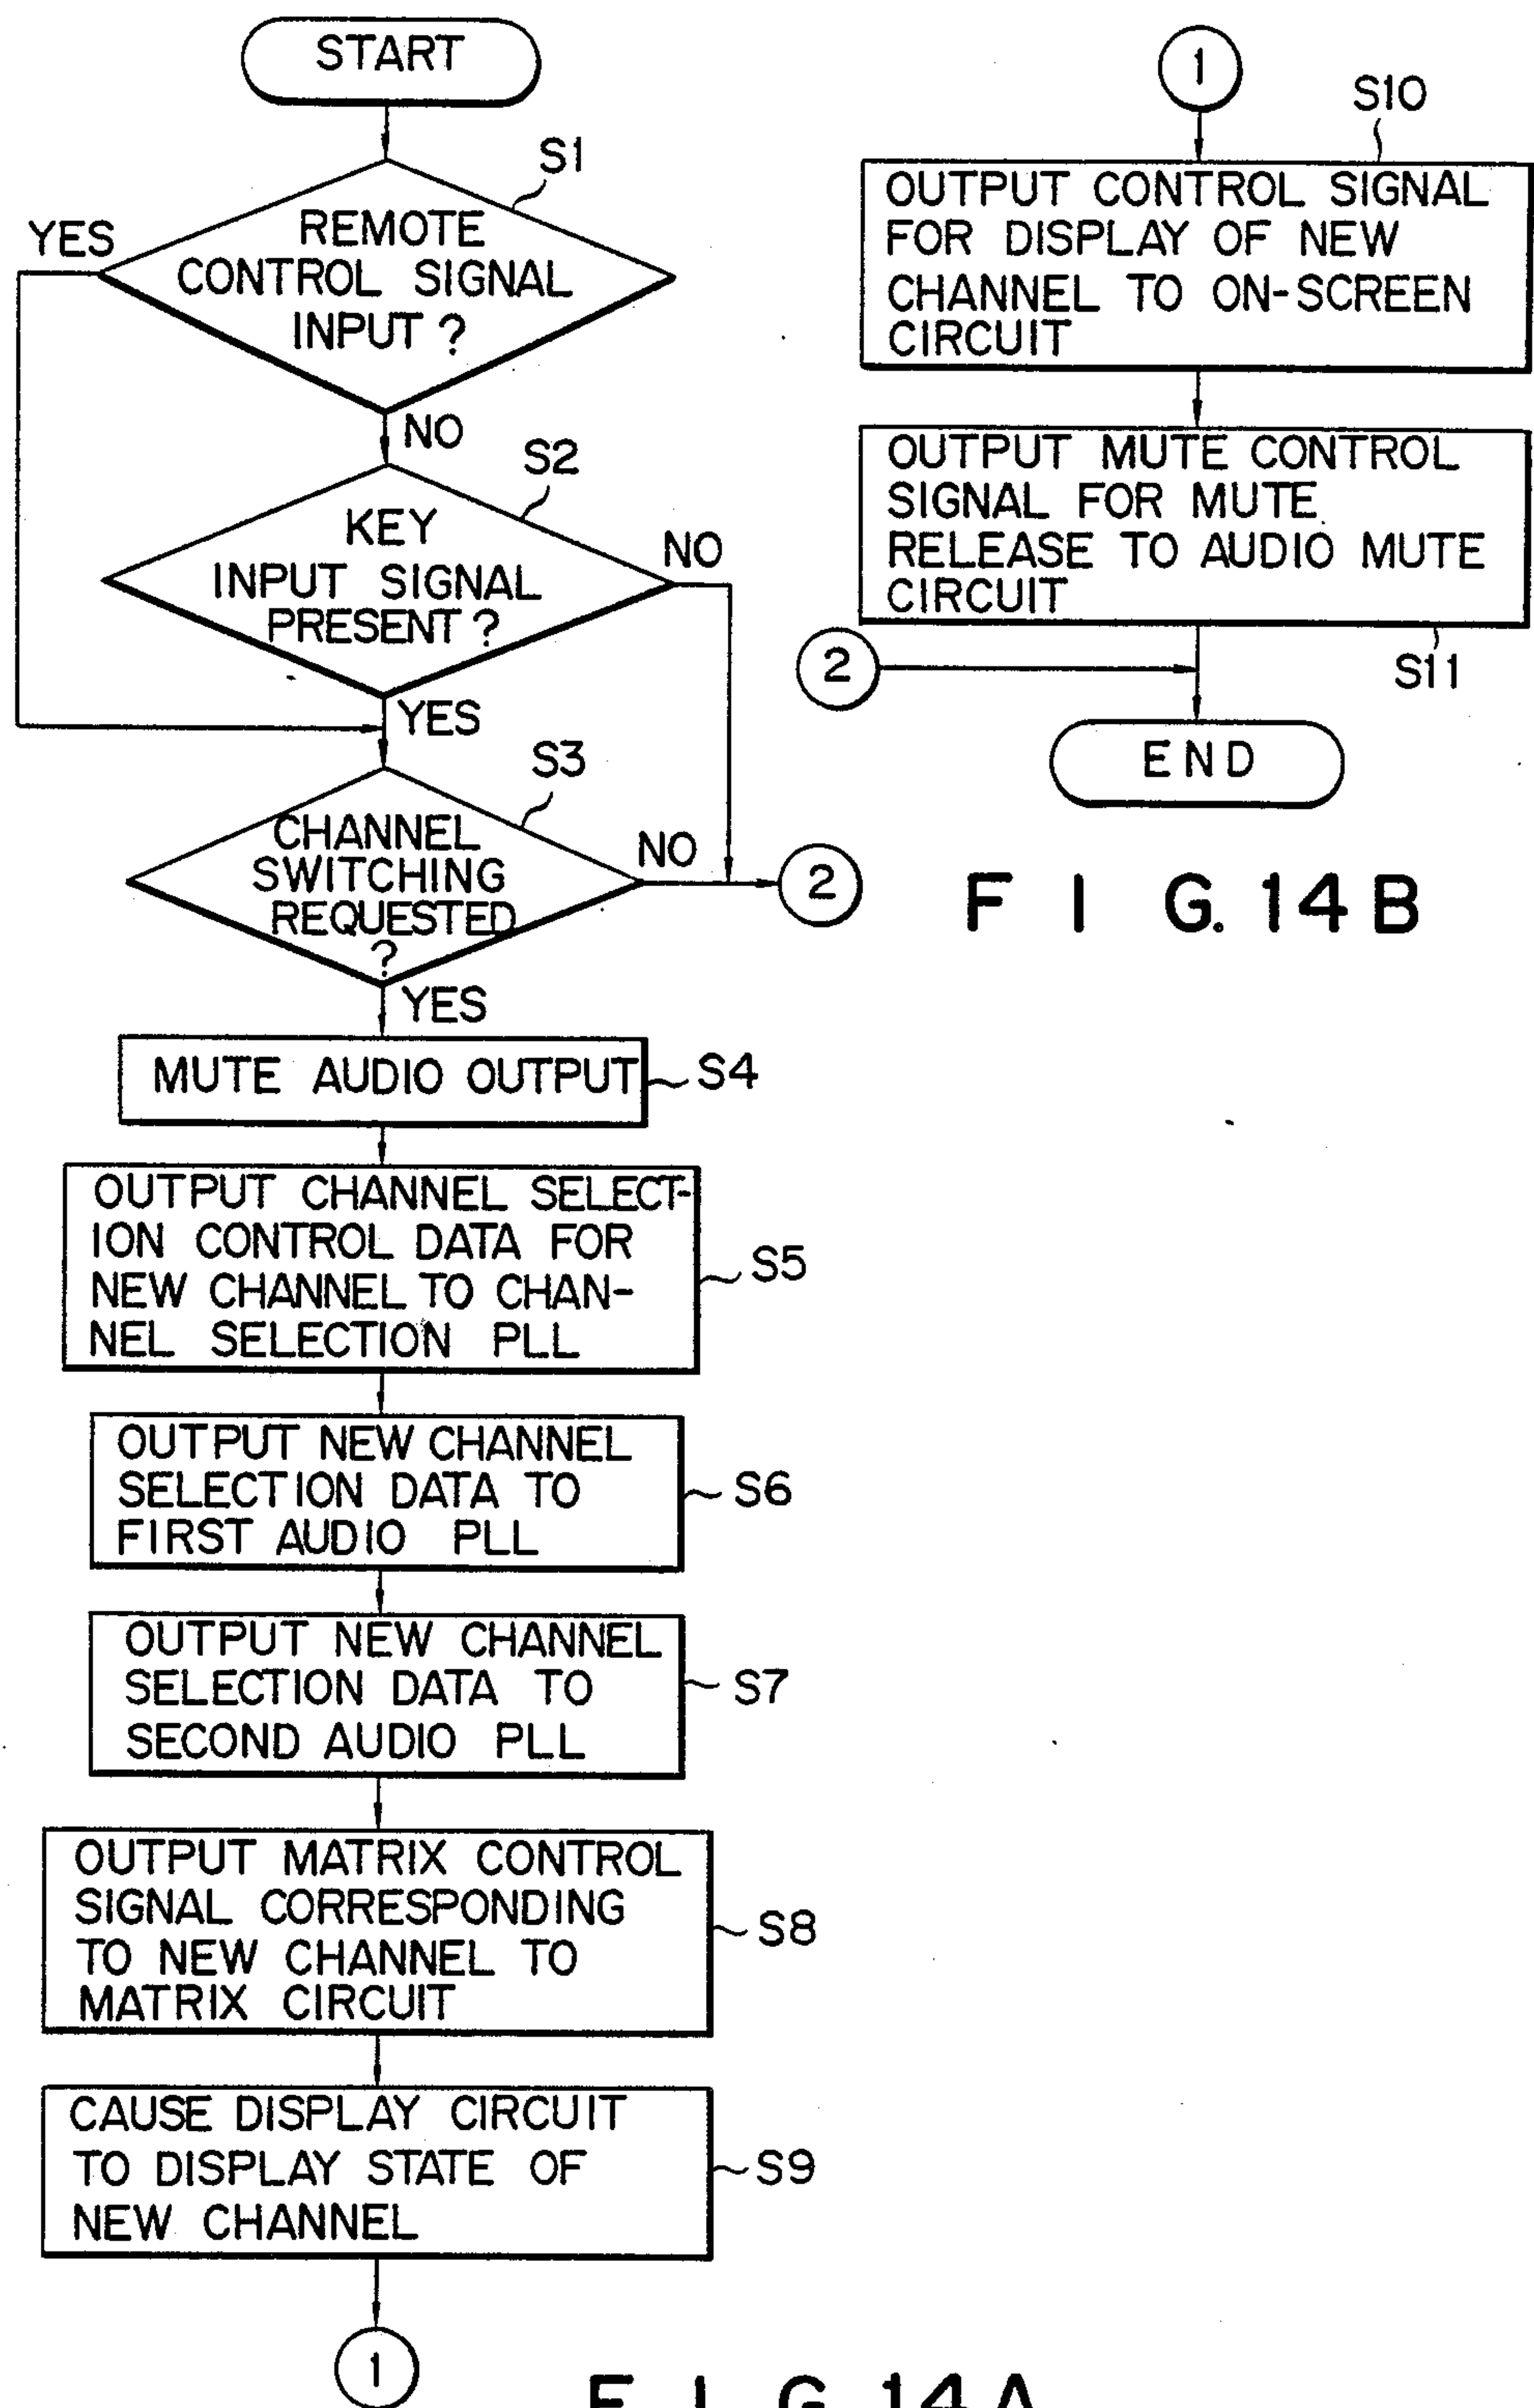 START
S1
YES
REMOTE
CONTROL SIGNAL
INPUT ?
NO
S2
KEY
INPUT SIGNAL
PRESENT ?
NO
YES
S3
CHANNEL
SWITCHING
REQUESTED
?
NO
2
YES
MUTE AUDIO OUTPUT
S4
OUTPUT CHANNEL SELECT-
ION CONTROL DATA FOR
NEW CHANNEL TO CHAN-
NEL SELECTION PLL
S5
OUTPUT NEW CHANNEL
SELECTION DATA TO
FIRST AUDIO PLL
S6
OUTPUT NEW CHANNEL
SELECTION DATA TO
SECOND AUDIO PLL
S7
OUTPUT MATRIX CONTROL
SIGNAL CORRESPONDING
TO NEW CHANNEL TO
MATRIX CIRCUIT
S8
CAUSE DISPLAY CIRCUIT
TO DISPLAY STATE OF
NEW CHANNEL
S9
1
FIG. 14A
1
S10
OUTPUT CONTROL SIGNAL
FOR DISPLAY OF NEW
CHANNEL TO ON-SCREEN
CIRCUIT
OUTPUT MUTE CONTROL
SIGNAL FOR MUTE
RELEASE TO AUDIO MUTE
CIRCUIT
S11
2
END
FIG. 14B